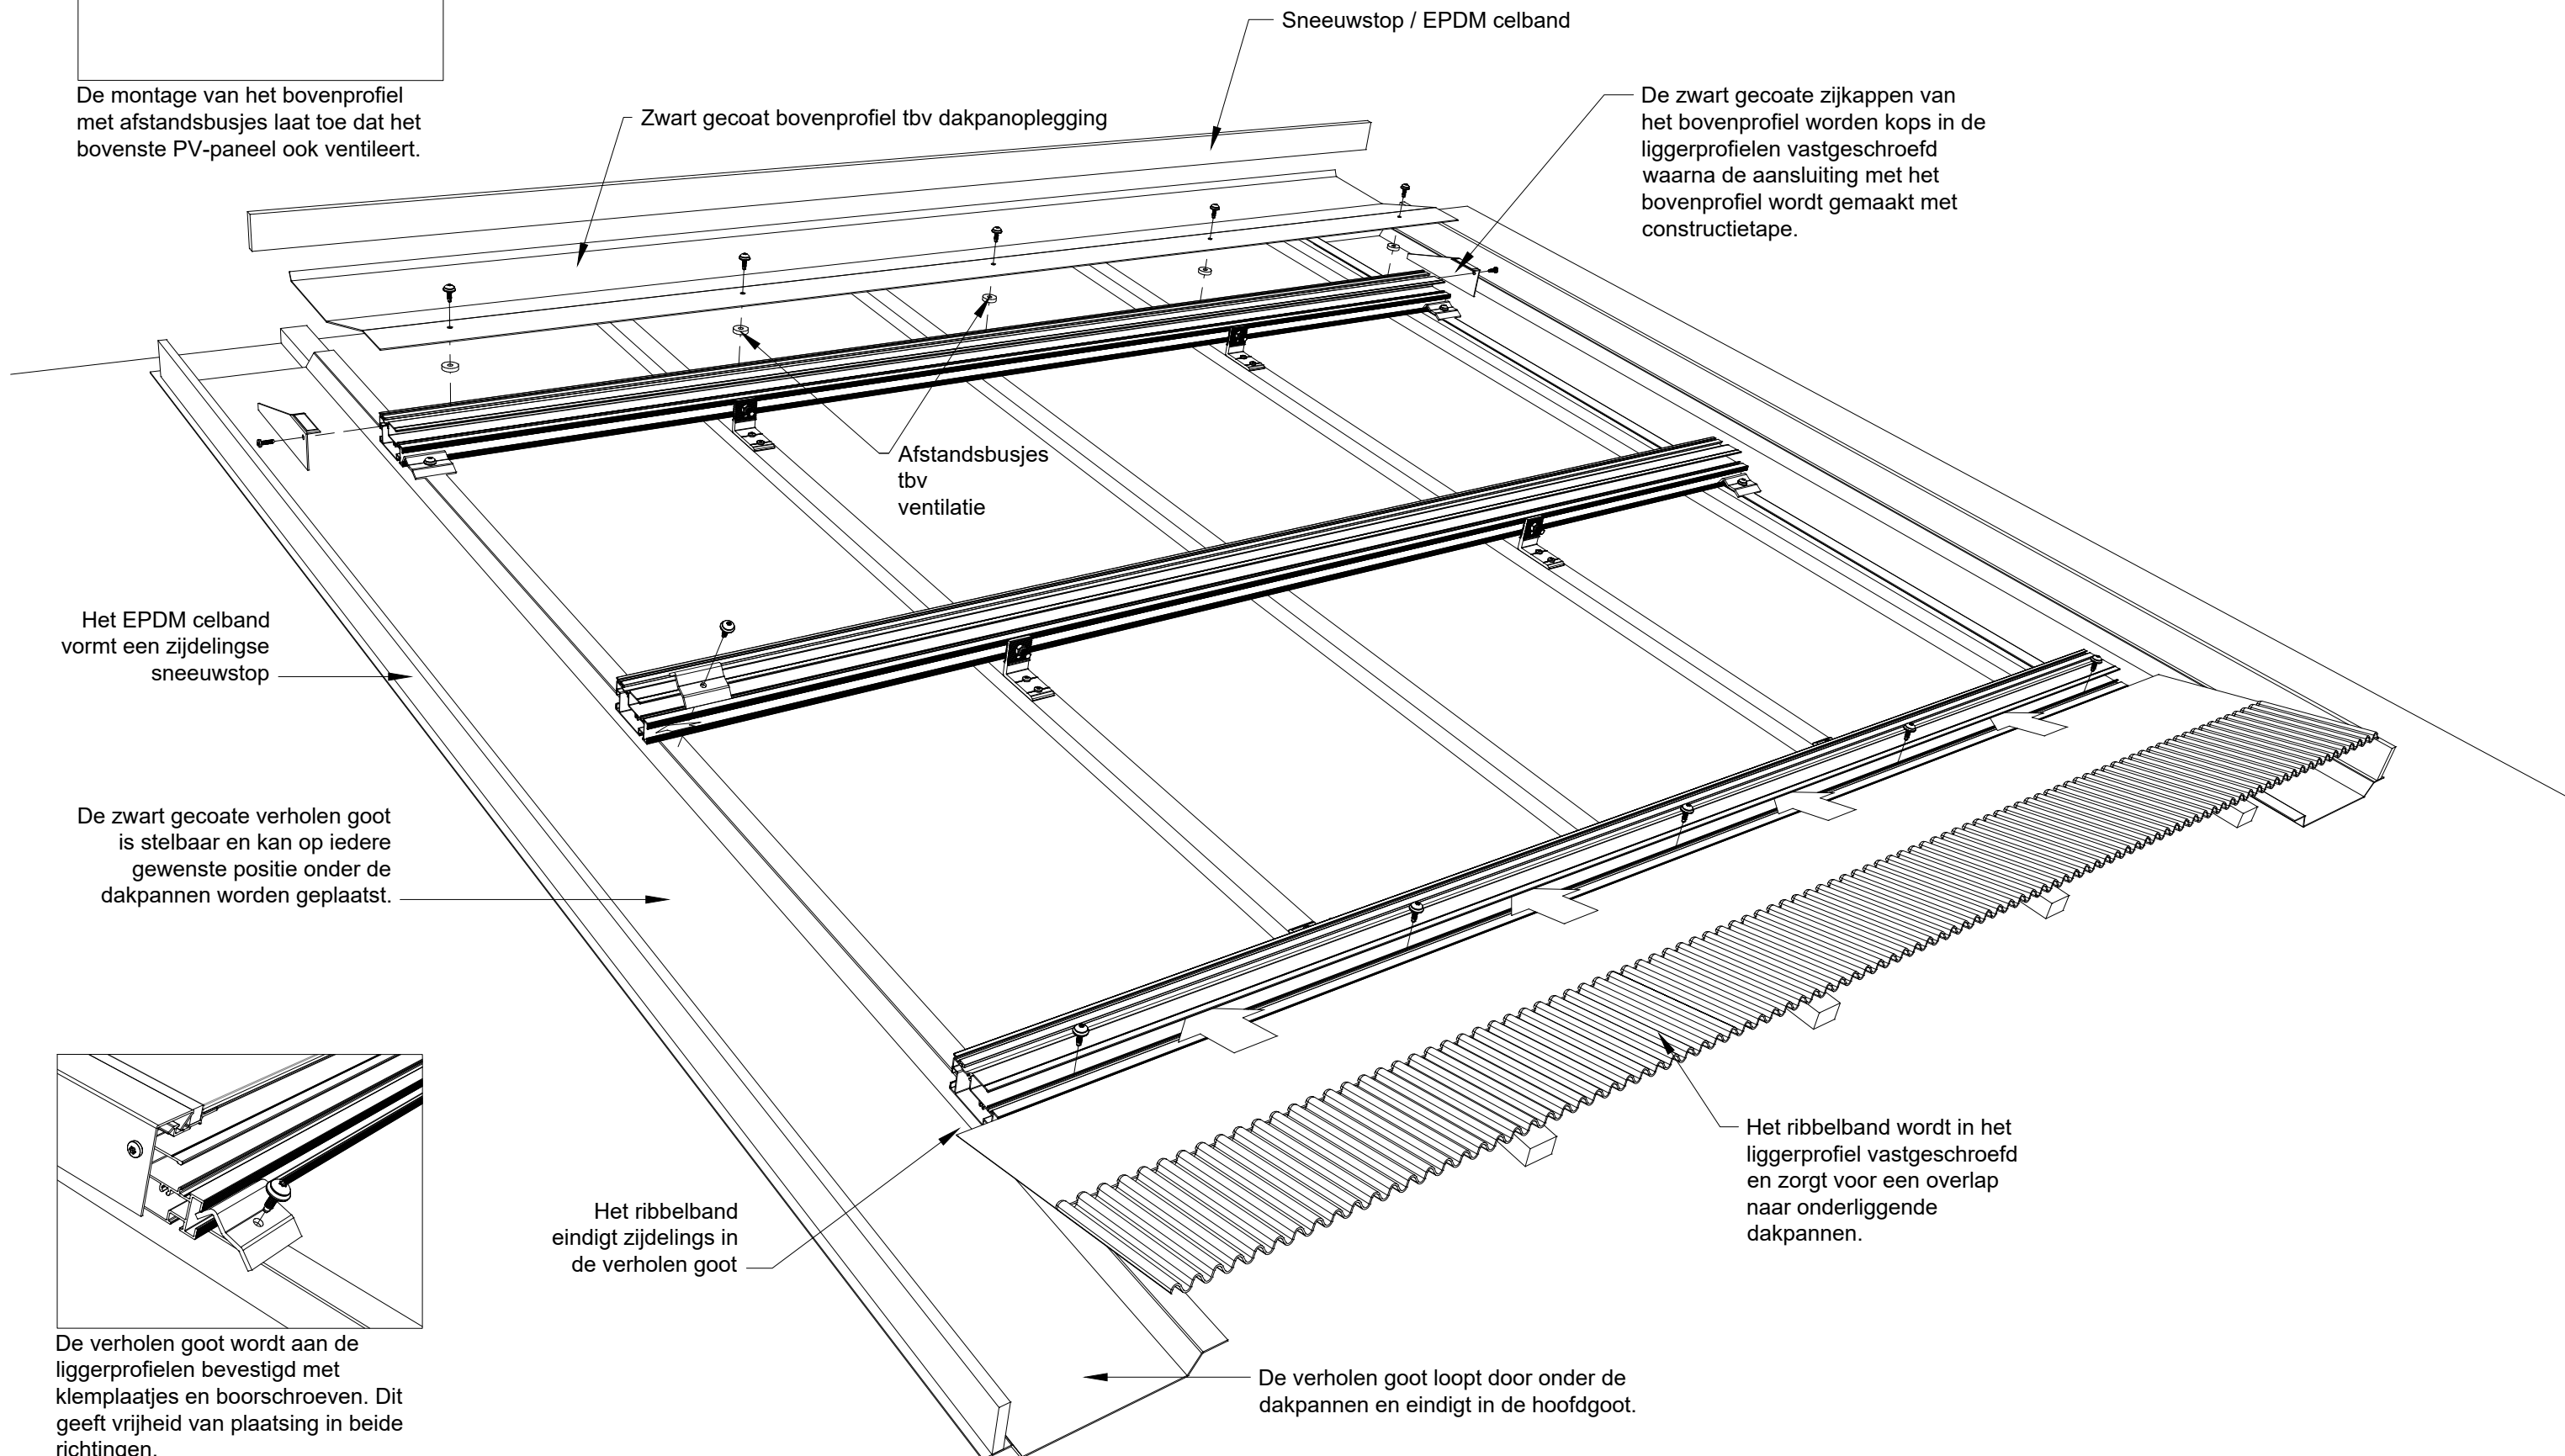 Sneeuwstop / EPDM celband
De montage van het bovenprofiel
met afstandsbusjes laat toe dat het
bovenste PV-paneel ook ventileert.
Zwart gecoat bovenprofiel tbv dakpanoplegging
De zwart gecoate zijkappen van
het bovenprofiel worden kops in de
liggerprofielen vastgeschroefd
waarna de aansluiting met het
bovenprofiel wordt gemaakt met
constructietape.
Afstandsbusjes
tbv
ventilatie
Het EPDM celband
vormt een zijdelingse
sneeuwstop
De zwart gecoate verholen goot
is stelbaar en kan op iedere
gewenste positie onder de
dakpannen worden geplaatst.
Het ribbelband wordt in het
liggerprofiel vastgeschroefd
en zorgt voor een overlap
naar onderliggende
dakpannen.
Het ribbelband
eindigt zijdelings in
de verholen goot
De verholen goot wordt aan de
liggerprofielen bevestigd met
klemplaatjes en boorschroeven. Dit
geeft vrijheid van plaatsing in beide
richtingen.
De verholen goot loopt door onder de
dakpannen en eindigt in de hoofdgoot.